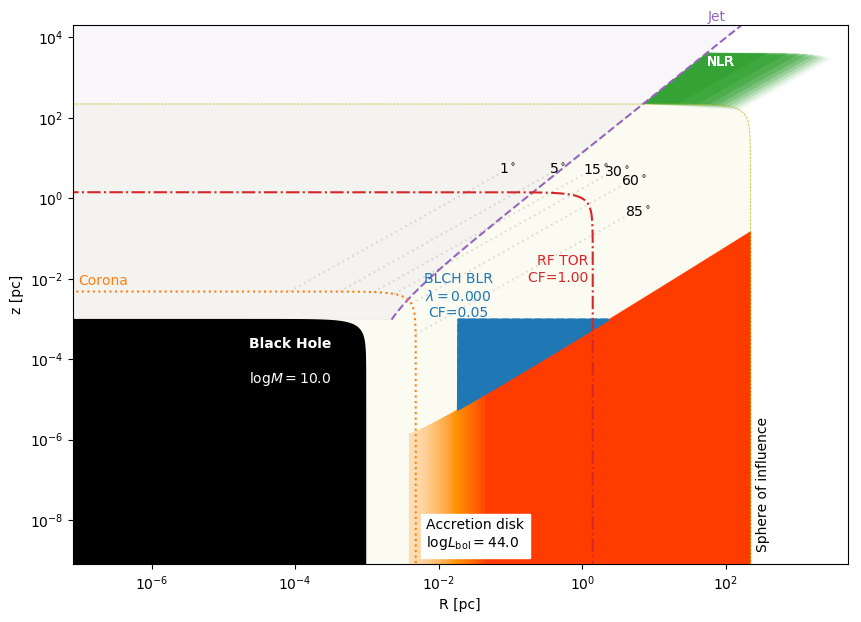 Jet
10^4
NLR
10^2
1° 5° 15° 30°
60°
10^0
85°
RF TOR
CF=1.00
10^-2
Corona
BLCH BLR
λ = 0.000
CF=0.05
z [pc]
Black Hole
10^-4
logM = 10.0
10^-6
Sphere of influence
10^-8
Accretion disk
logL_bol = 44.0
10^-6 10^-4 10^-2 10^0 10^2
R [pc]